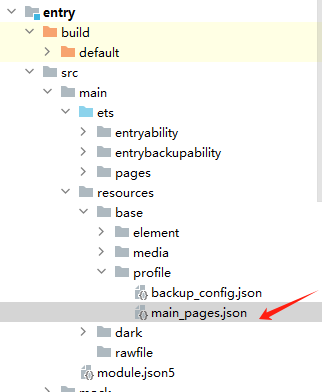 entry
build
default
src
main
ets
entryability
entrybackupability
pages
resources
base
element
media
profile
backup_config.json
main_pages.json
dark
rawfile
module.json5